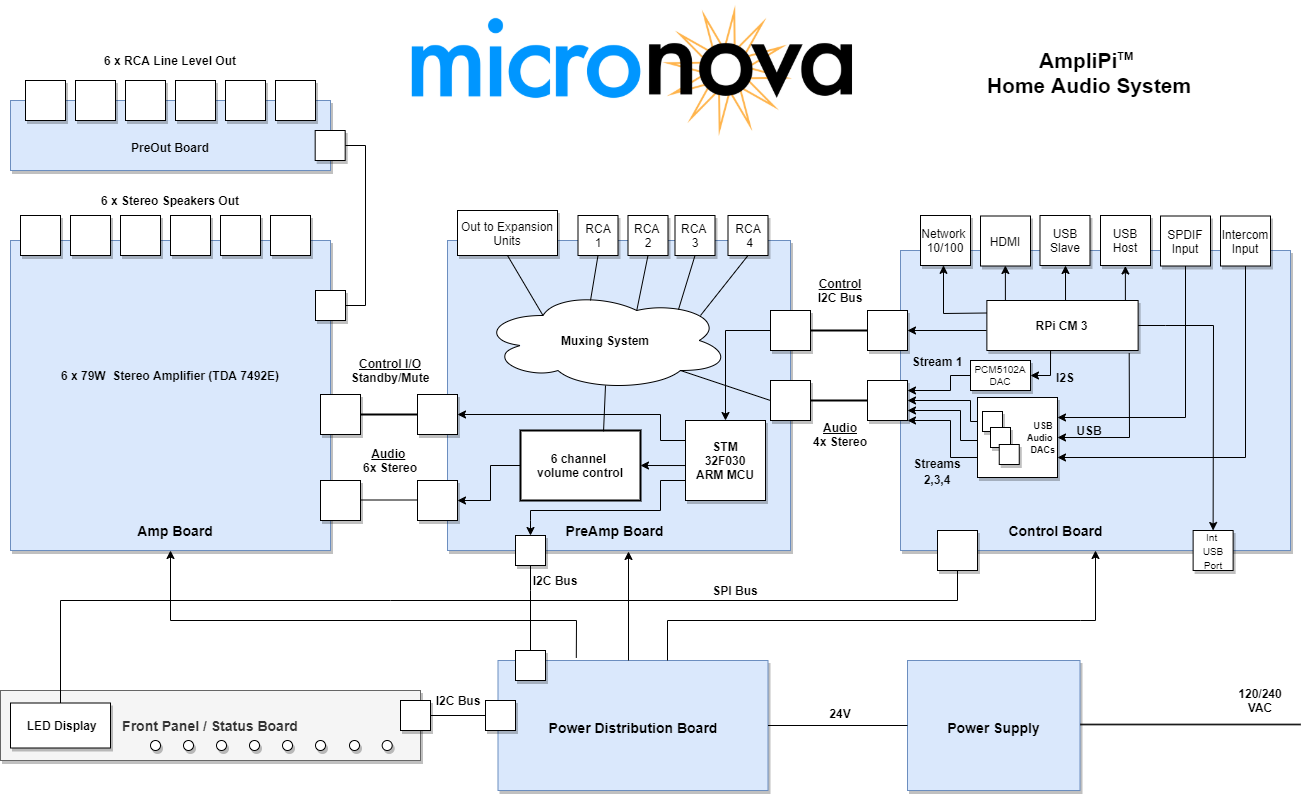 micronova
AmpliPi™
Home Audio System
6 x RCA Line Level Out
PreOut Board
6 x Stereo Speakers Out
6 x 79W Stereo Amplifier (TDA 7492E)
Amp Board
Control I/O
Standby/Mute
Audio
6x Stereo
Out to Expansion
Units
RCA
1
RCA
2
RCA
3
RCA
4
Muxing System
6 channel
volume control
STM
32F030
ARM MCU
PreAmp Board
Control
I2C Bus
Audio
4x Stereo
Network
10/100
HDMI
USB
Slave
USB
Host
SPDIF
Input
Intercom
Input
RPi CM 3
Stream 1
PCM5102A
DAC
I2S
USB
Audio
DACs
USB
Streams
2,3,4
Control Board
Int
USB
Port
I2C Bus
SPI Bus
LED Display
Front Panel / Status Board
I2C Bus
Power Distribution Board
24V
Power Supply
120/240
VAC